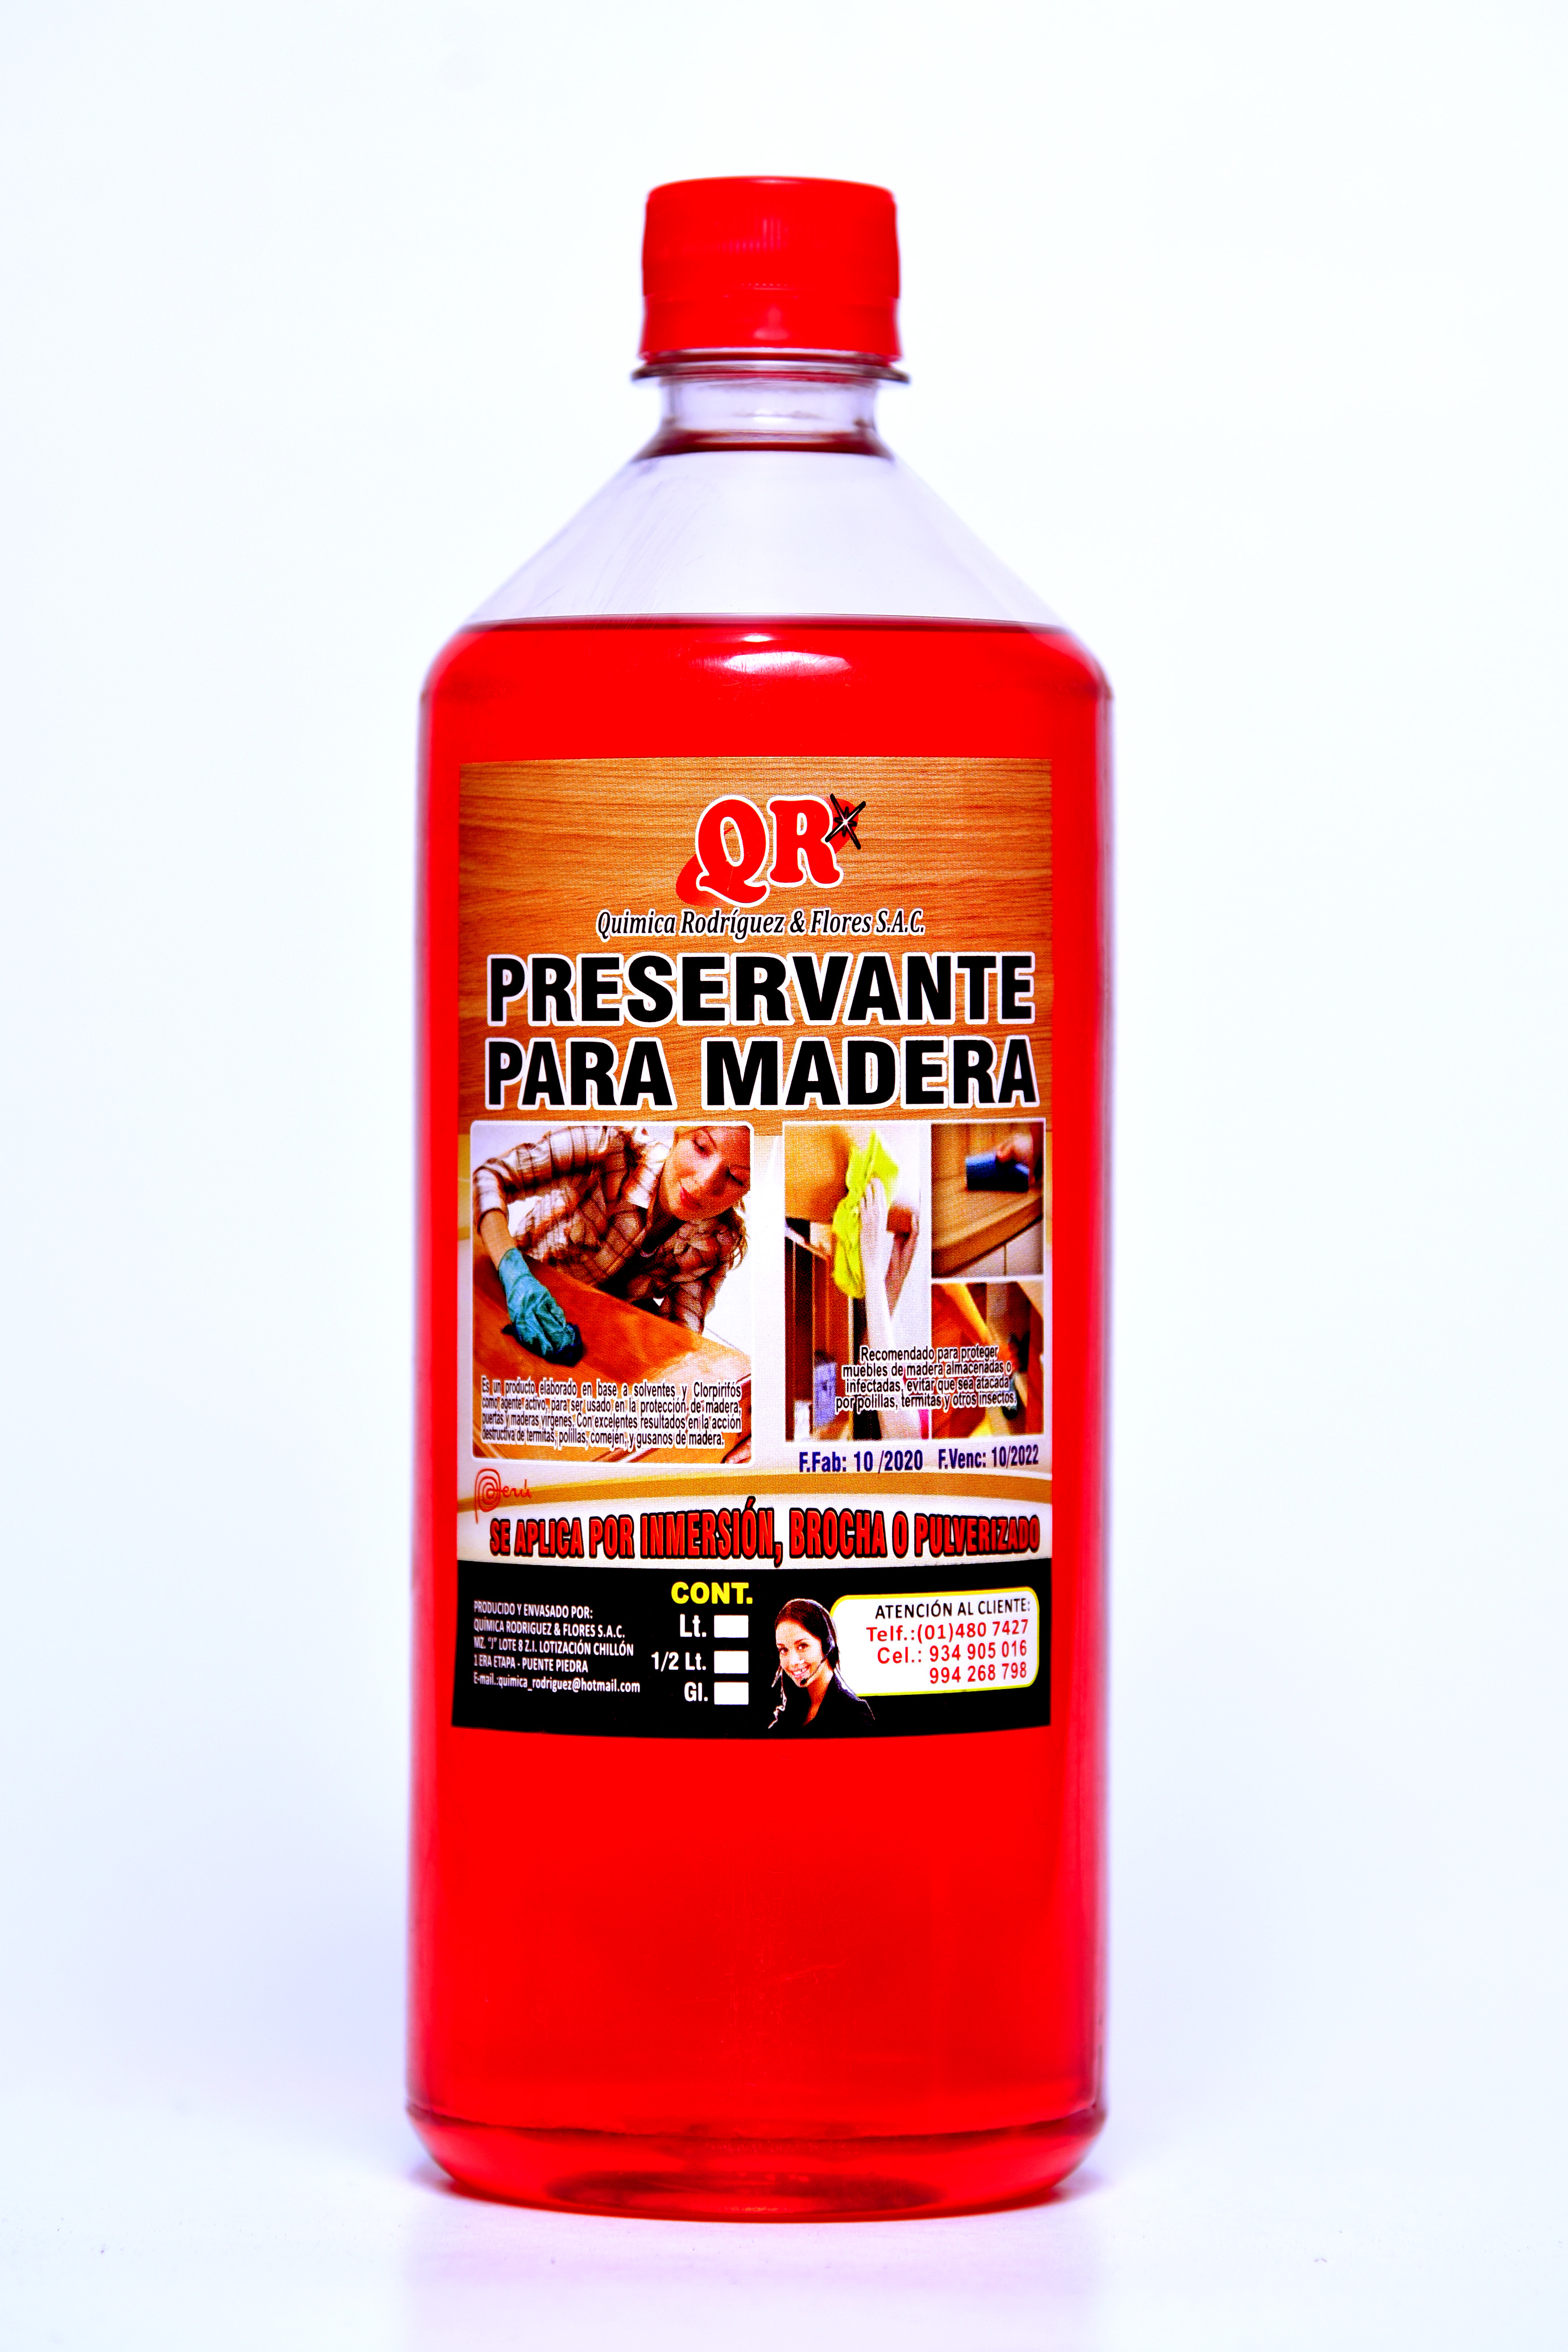 QR
Quimica Rodríguez & Flores S.A.C.
PRESERVANTE
PARA MADERA
Es un producto elaborado en base a solventes y Clorpirifós
como agente activo, para ser usado en la protección de madera,
puertas y maderas virgenes. Con excelentes resultados en la acción
destructiva de termitas, polillas, comejen, y gusanos de madera.
Recomendado para proteger
muebles de madera almacenadas o
infectadas, evitar que sea atacada
por polillas, termitas y otros insectos.
F.Fab: 10 /2020 F.Venc: 10/2022
Perú
SE APLICA POR INMERSIÓN, BROCHA O PULVERIZADO
PRODUCIDO Y ENVASADO POR:
QUÍMICA RODRIGUEZ & FLORES S.A.C.
MZ. "J" LOTE 8 Z.I. LOTIZACIÓN CHILLÓN
1 ERA ETAPA - PUENTE PIEDRA
E-mail.:quimica_rodriguez@hotmail.com
CONT.
Lt.
1/2 Lt.
Gl.
ATENCIÓN AL CLIENTE:
Telf.:(01)480 7427
Cel.: 934 905 016
994 268 798